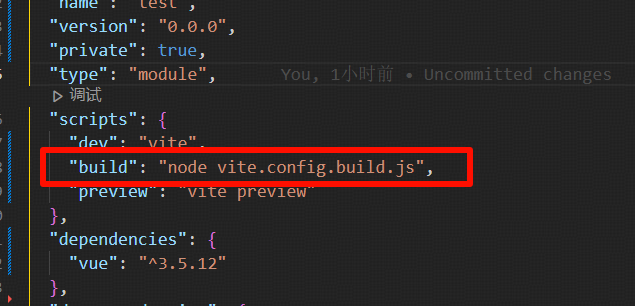 "name": "test",
"version": "0.0.0",
"private": true,
"type": "module", You, 1小时前 • Uncommitted changes
▷ 调试
"scripts": {
"dev": "vite",
"build": "node vite.config.build.js",
"preview": "vite preview"
},
"dependencies": {
"vue": "^3.5.12"
},